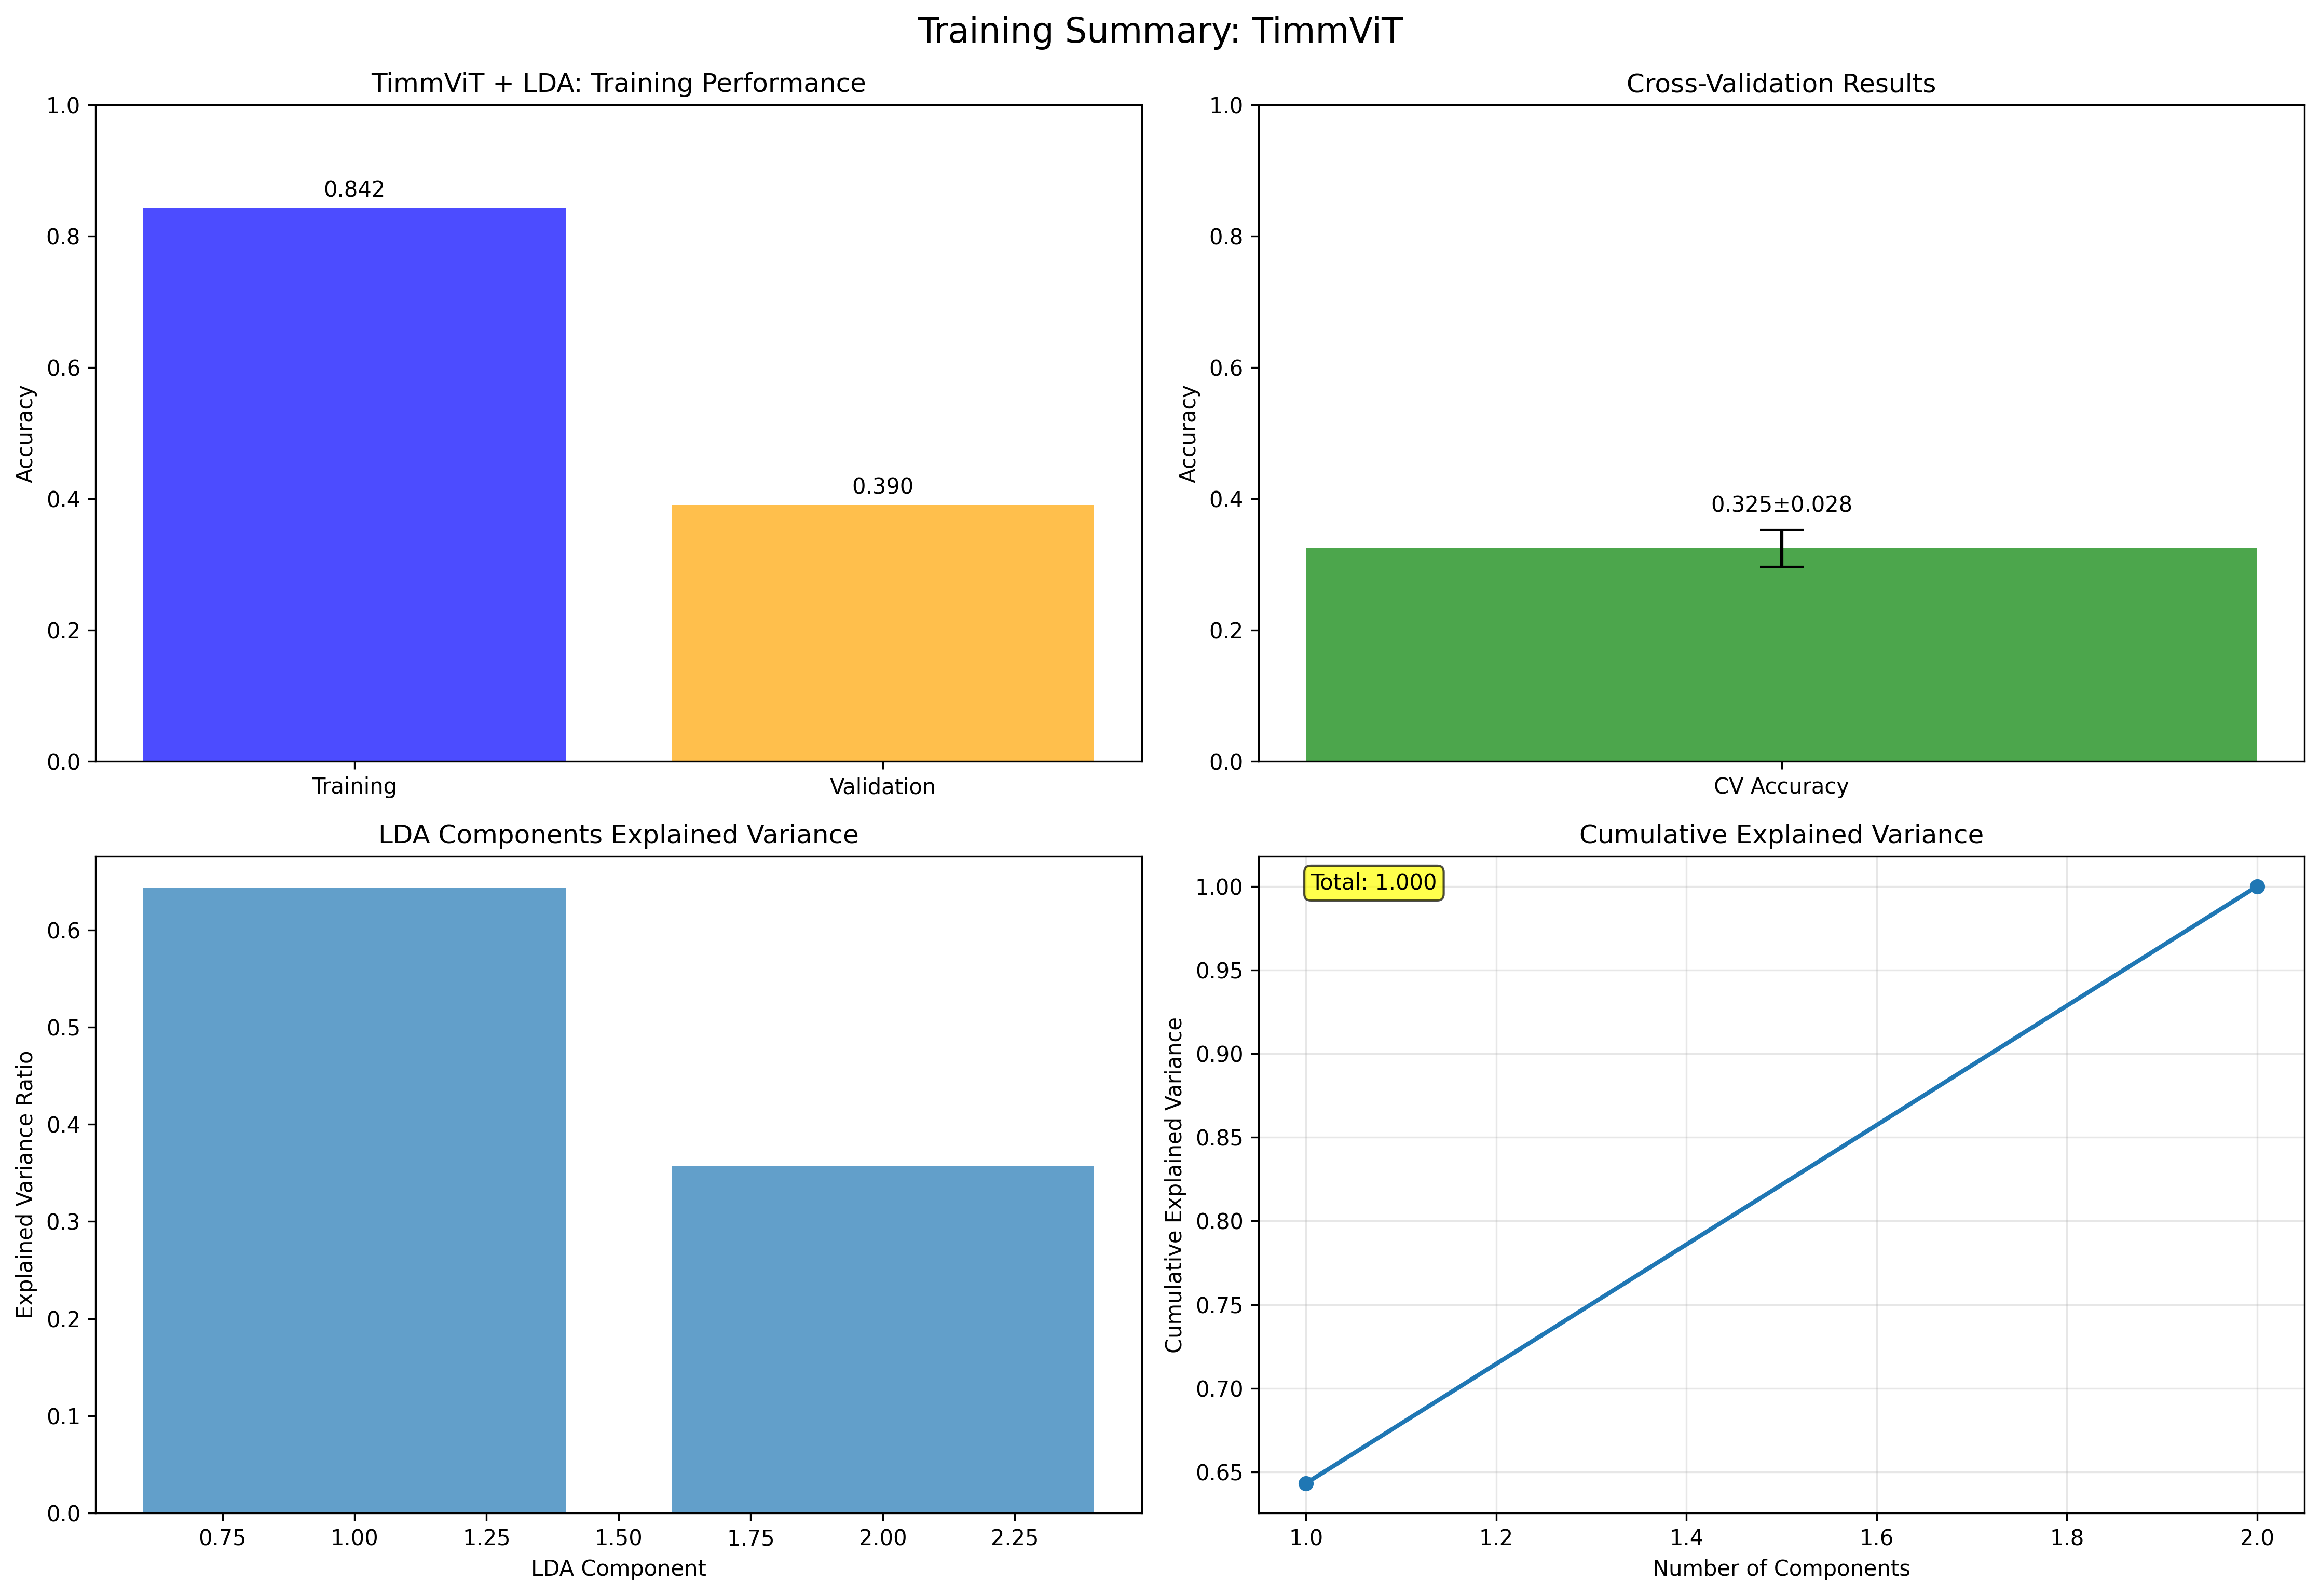 Training Summary: TimmViT
TimmViT + LDA: Training Performance
1.0
0.8
0.6
0.4
0.2
0.0
Accuracy
0.842
0.390
Training
Validation
Cross-Validation Results
1.0
0.8
0.6
0.4
0.2
0.0
Accuracy
0.325±0.028
CV Accuracy
LDA Components Explained Variance
0.6
0.5
0.4
0.3
0.2
0.1
0.0
Explained Variance Ratio
0.75 1.00 1.25 1.50 1.75 2.00 2.25
LDA Component
Cumulative Explained Variance
Total: 1.000
1.00
0.95
0.90
0.85
0.80
0.75
0.70
0.65
Cumulative Explained Variance
1.0 1.2 1.4 1.6 1.8 2.0
Number of Components